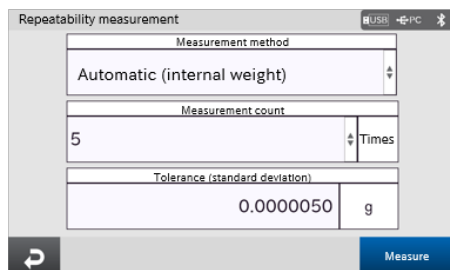 Repeatability measurement
USB PC
Measurement method
Automatic (internal weight)
Measurement count
5 Times
Tolerance (standard deviation)
0.0000050 g
Measure